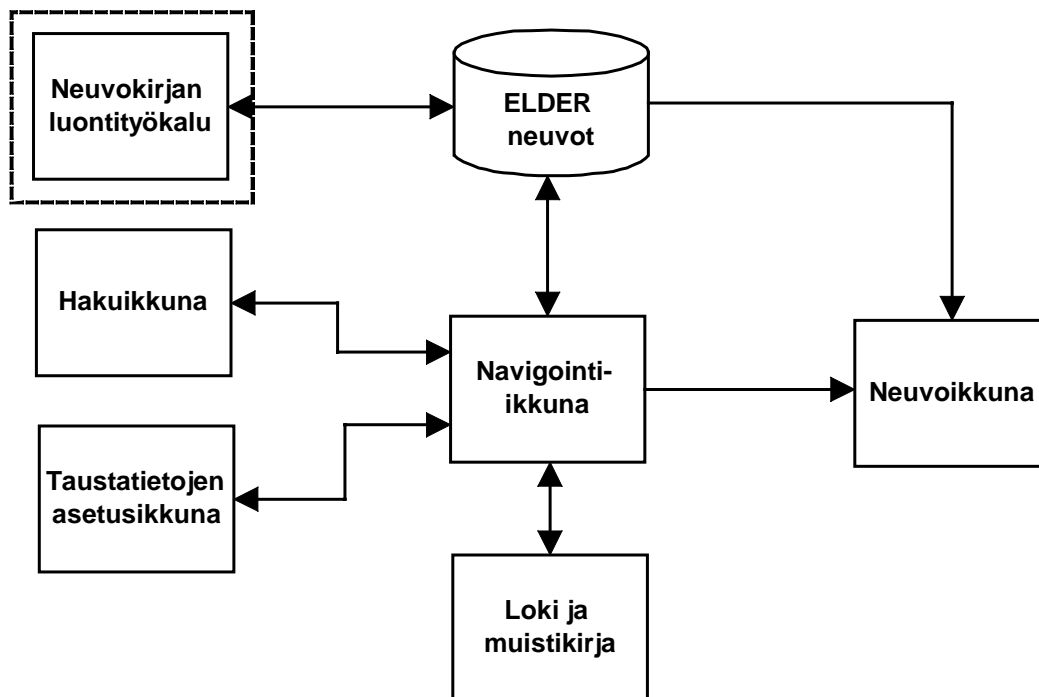 Neuvokirjan
luontityökalu
ELDER
neuvot
Hakuikkuna
Navigointi-
ikkuna
Neuvoikkuna
Taustatietojen
asetusikkuna
Loki ja
muistikirja